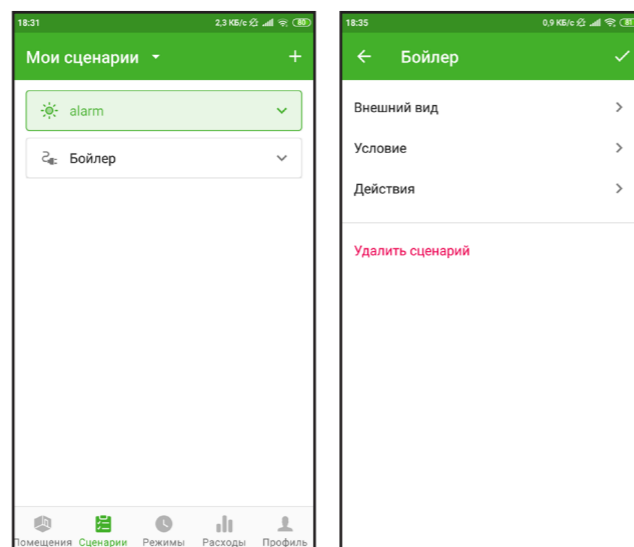 18:31 2,3 КБ/с 80
Мои сценарии
alarm
Бойлер
Помещения Сценарии Режимы Расходы Профиль
18:35 0,9 КБ/с
Бойлер
Внешний вид
Условие
Действия
Удалить сценарий